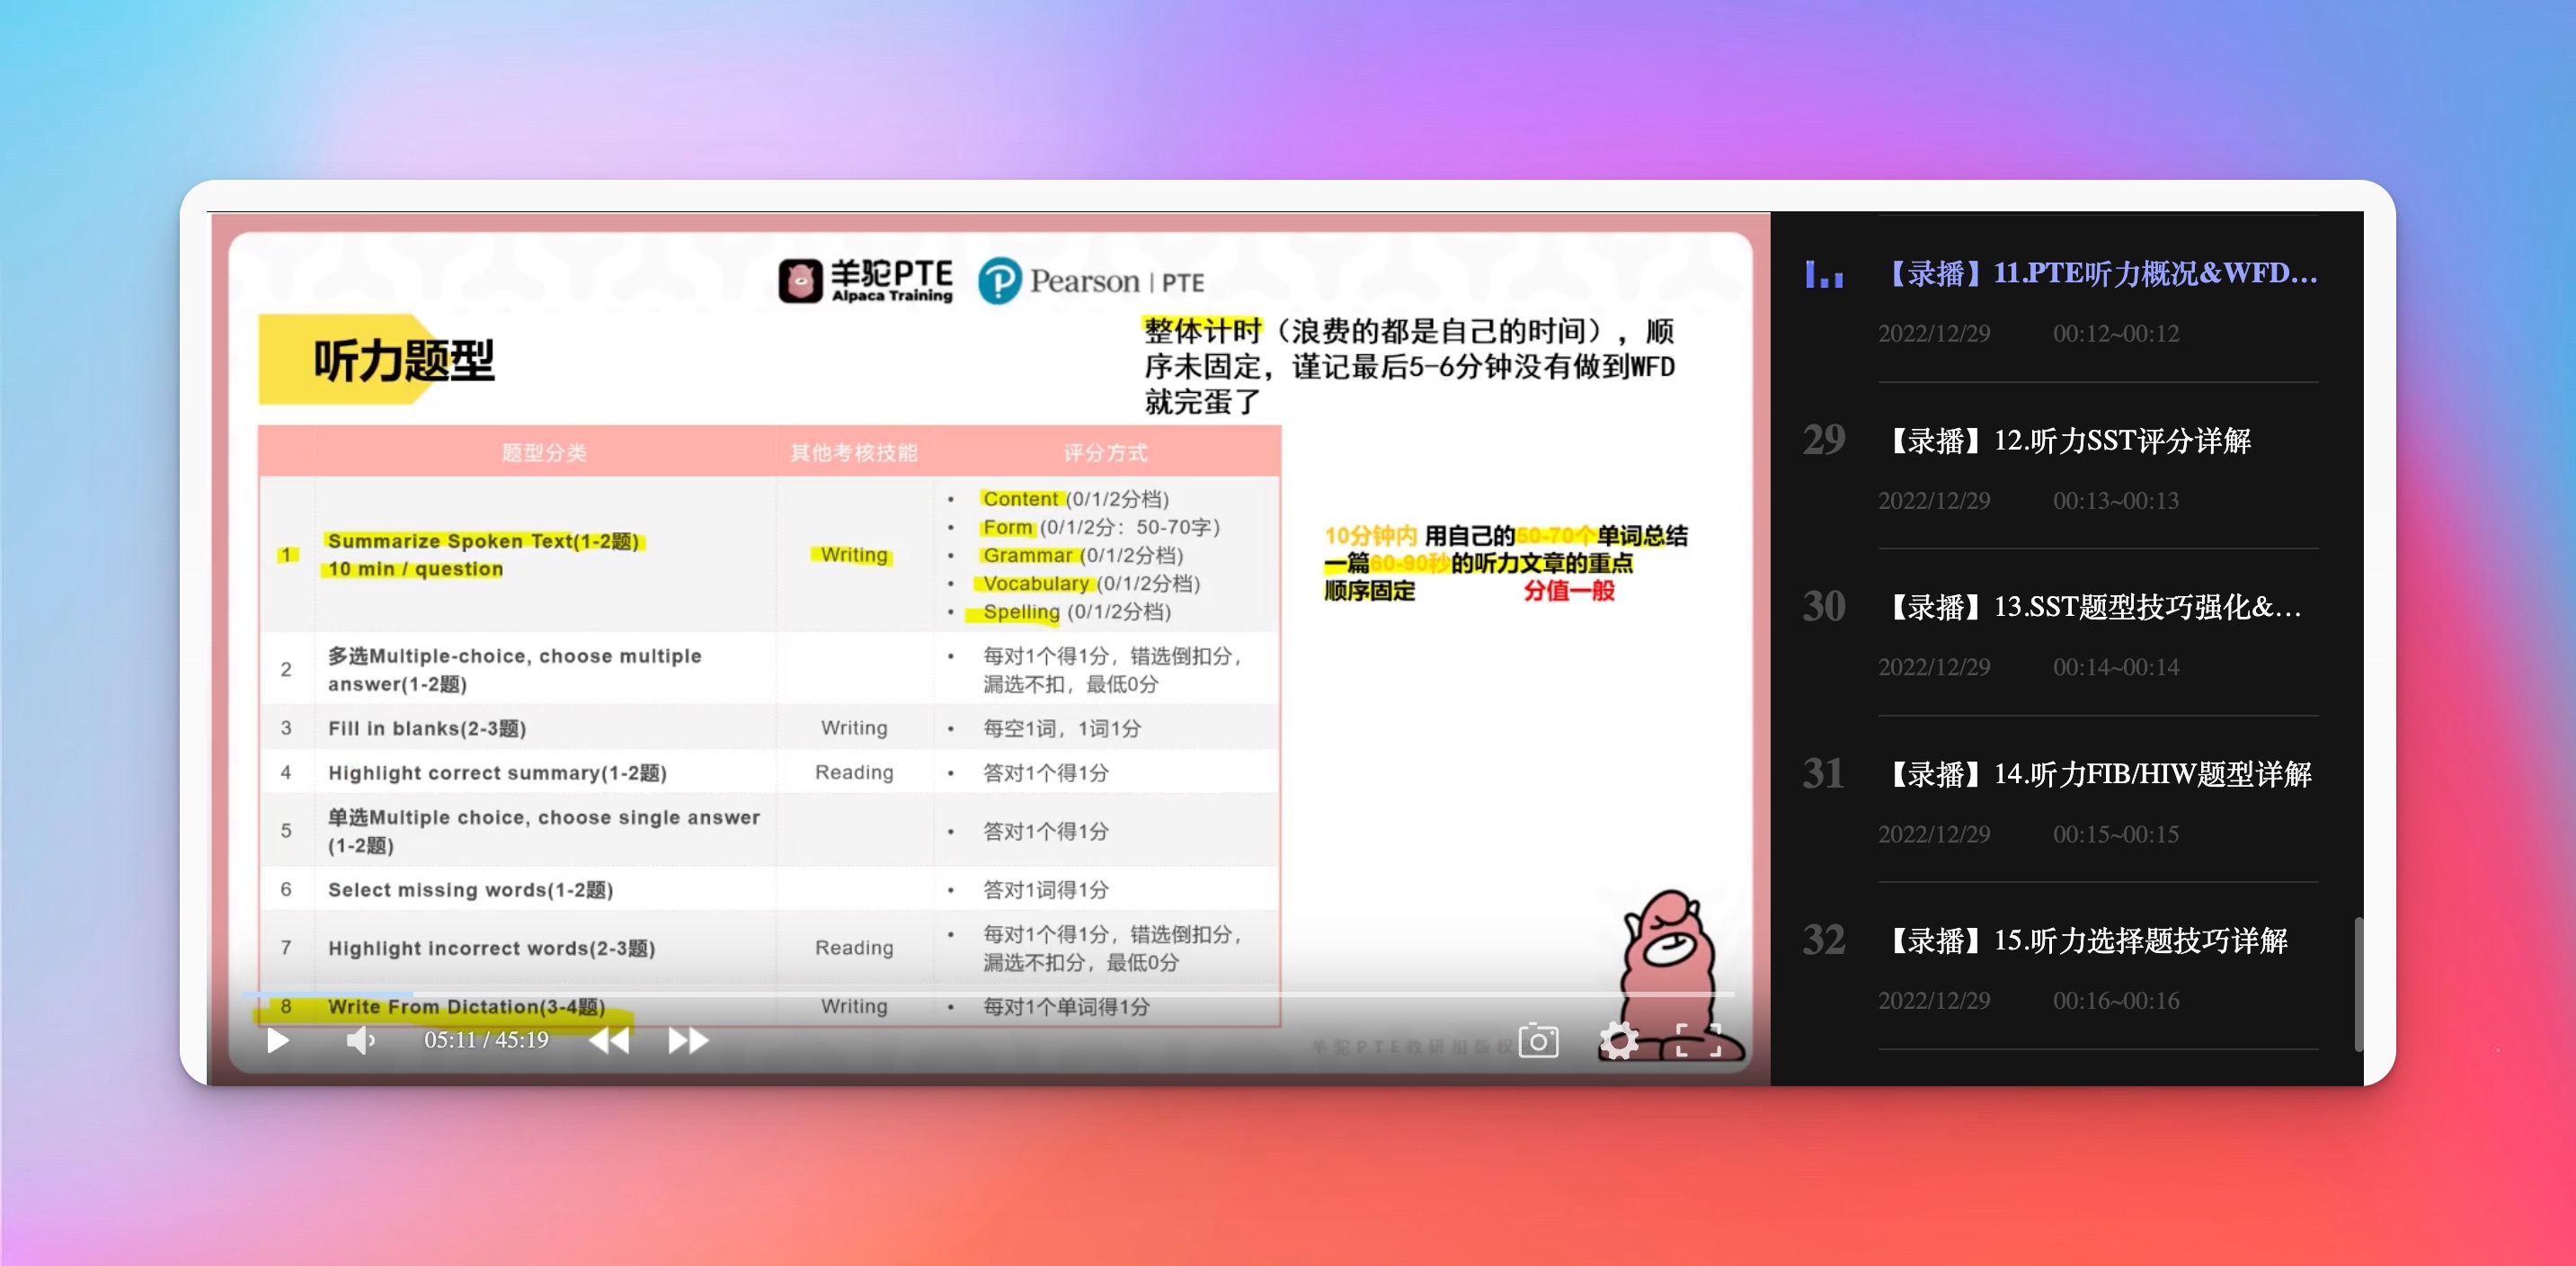 羊驼PTE
Alpaca Training
Pearson | PTE
听力题型
整体计时（浪费的都是自己的时间），顺
序未固定，谨记最后5-6分钟没有做到WFD
就完蛋了
题型分类 其他考核技能 评分方式
1
Summarize Spoken Text(1-2题)
10 min / question
Writing
• Content (0/1/2分档)
• Form (0/1/2分：50-70字)
• Grammar (0/1/2分档)
• Vocabulary (0/1/2分档)
• Spelling (0/1/2分档)
10分钟内 用自己的50-70个单词总结
一篇60-90秒的听力文章的重点
顺序固定 分值一般
2
多选Multiple-choice, choose multiple
answer(1-2题)
• 每对1个得1分，错选倒扣分，
漏选不扣，最低0分
3 Fill in blanks(2-3题) Writing • 每空1词，1词1分
4 Highlight correct summary(1-2题) Reading • 答对1个得1分
5
单选Multiple choice, choose single answer
(1-2题)
• 答对1个得1分
6 Select missing words(1-2题) • 答对1词得1分
7 Highlight incorrect words(2-3题) Reading
• 每对1个得1分，错选倒扣分，
漏选不扣分，最低0分
8 Write From Dictation(3-4题) Writing • 每对1个单词得1分
05:11 / 45:19
羊驼PTE教研组版权
【录播】11.PTE听力概况&WFD...
2022/12/29 00:12~00:12
29 【录播】12.听力SST评分详解
2022/12/29 00:13~00:13
30 【录播】13.SST题型技巧强化&...
2022/12/29 00:14~00:14
31 【录播】14.听力FIB/HIW题型详解
2022/12/29 00:15~00:15
32 【录播】15.听力选择题技巧详解
2022/12/29 00:16~00:16